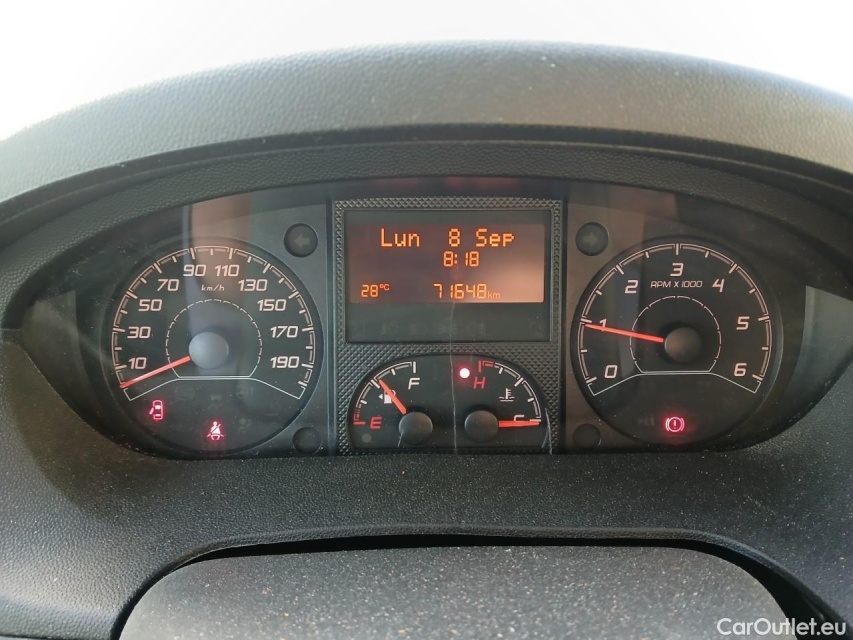 Lun 8 Sep
8:18
28°C 71648km
10 30 50 70 90 110 130 150 170 190
km/h
E F
H C
0 1 2 3 4 5 6
RPM X 1000
CarOutlet.eu